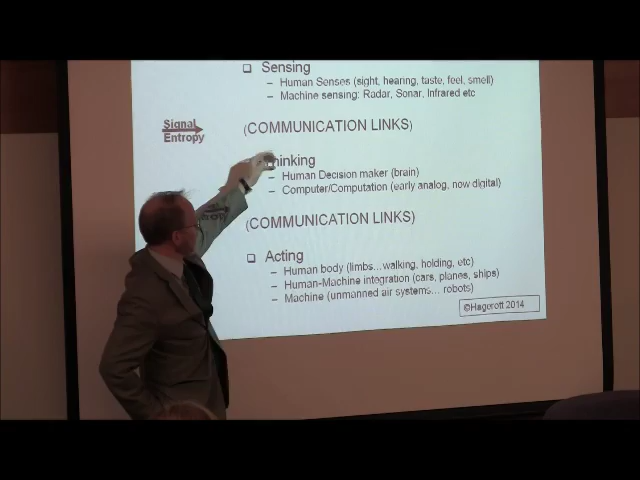 Sensing
– Human Senses (sight, hearing, taste, feel, smell)
– Machine sensing: Radar, Sonar, Infrared etc
Signal
Entropy
(COMMUNICATION LINKS)
hinking
– Human Decision maker (brain)
– Computer/Computation (early analog, now digital)
(COMMUNICATION LINKS)
Acting
– Human body (limbs...walking, holding, etc)
– Human-Machine integration (cars, planes, ships)
– Machine (unmanned air systems... robots)
©Hagerott 2014